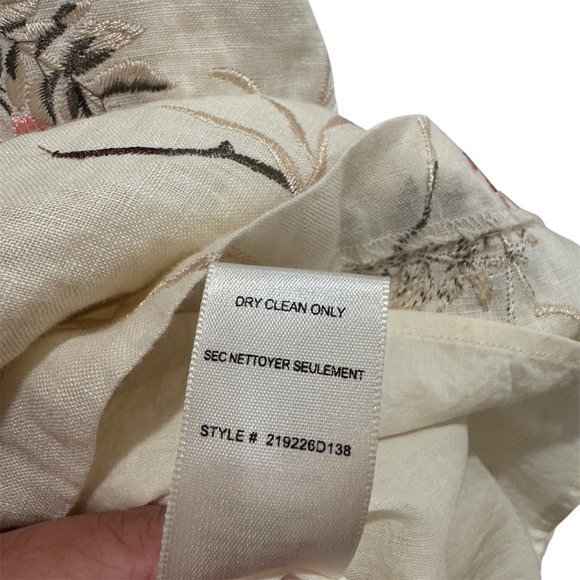 DRY CLEAN ONLY
SEC NETTOYER SEULEMENT
STYLE # 219226D138